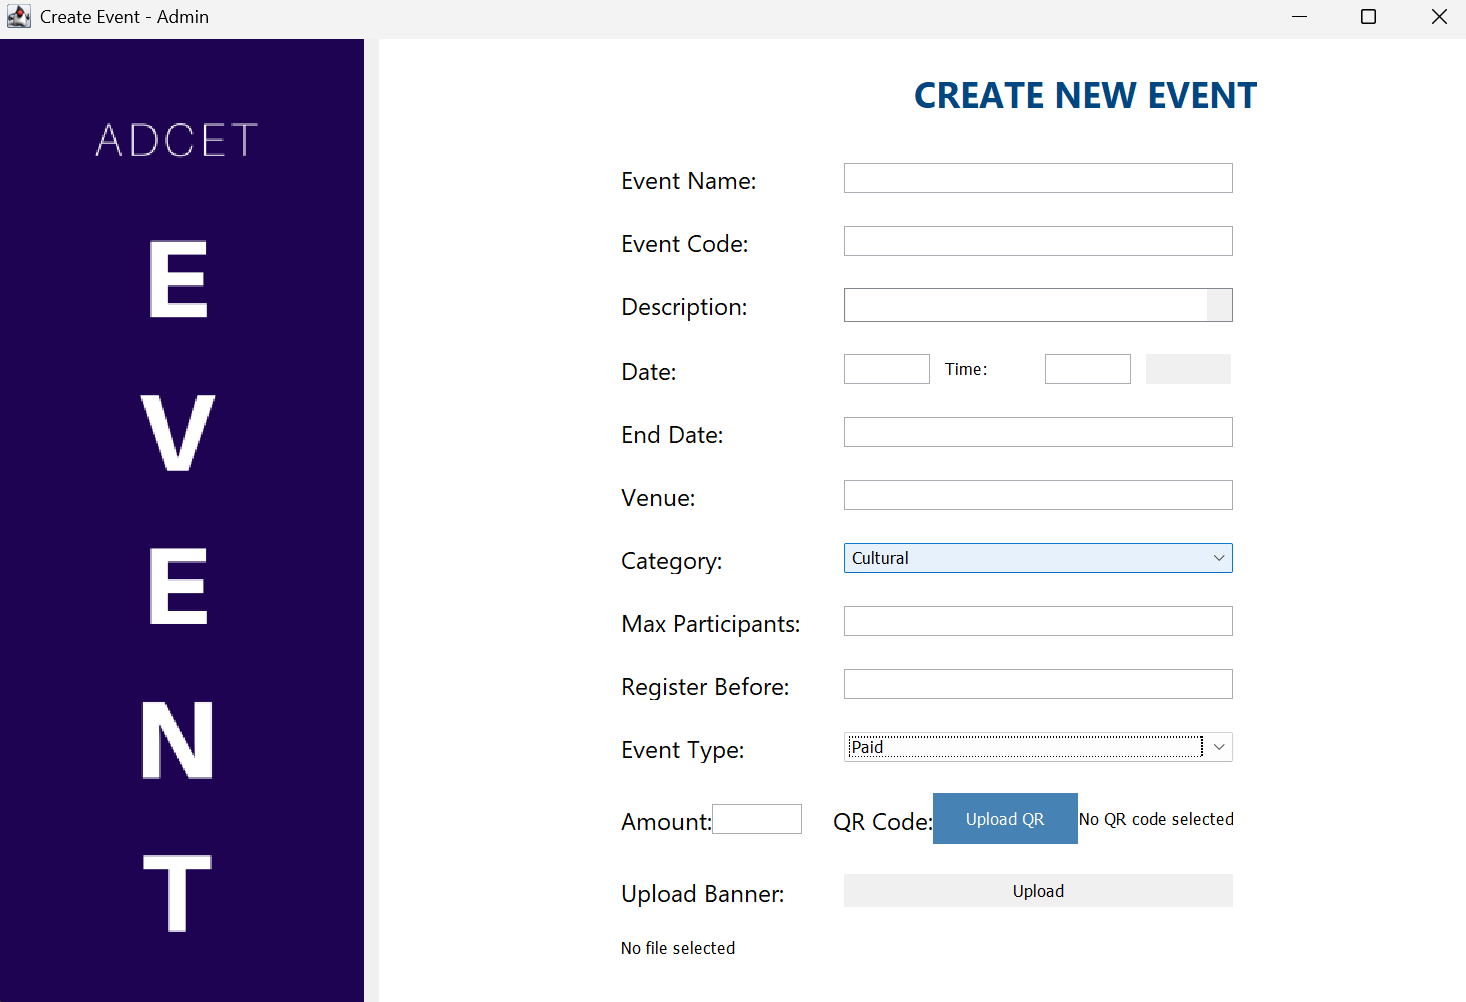 Create Event - Admin
ADCET
E
V
E
N
T
CREATE NEW EVENT
Event Name:
Event Code:
Description:
Date: Time:
End Date:
Venue:
Category: Cultural
Max Participants:
Register Before:
Event Type: Paid
Amount: QR Code: Upload QR No QR code selected
Upload Banner: Upload
No file selected